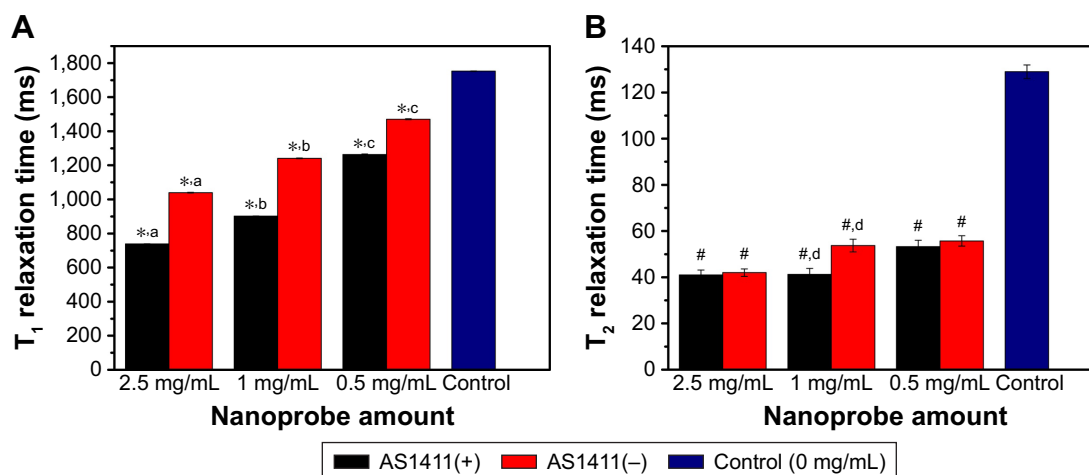 A
T1 relaxation time (ms)
1,800
1,600
1,400
1,200
1,000
800
600
400
200
0
*,a
*,a
*,b
*,b
*,c
*,c
2.5 mg/mL
1 mg/mL
0.5 mg/mL
Control
Nanoprobe amount
B
T2 relaxation time (ms)
140
120
100
80
60
40
20
0
#
#
#,d
#,d
#
#
2.5 mg/mL
1 mg/mL
0.5 mg/mL
Control
Nanoprobe amount
AS1411(+)
AS1411(–)
Control (0 mg/mL)